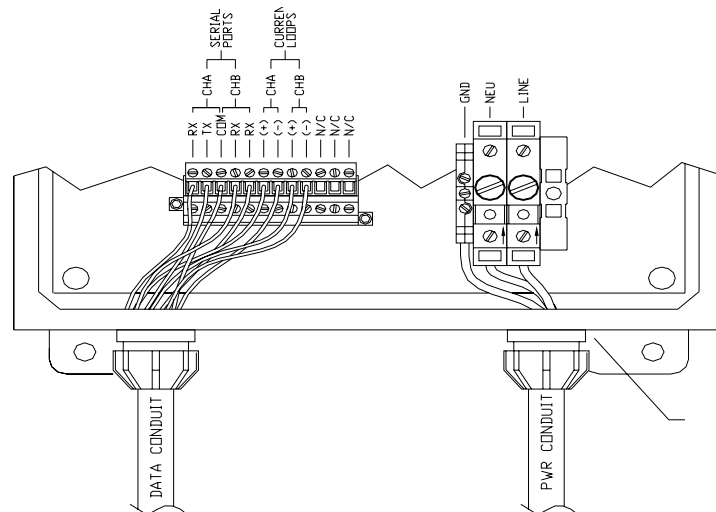 SERIAL
PORTS
CURREN
LOOPS
CHA
CHB
CHA
CHB
RX
TX
COM
RX
RX
(+)
(-)
(+)
(-)
N/C
N/C
N/C
GND
NEU
LINE
DATA CONDUIT
PWR CONDUIT